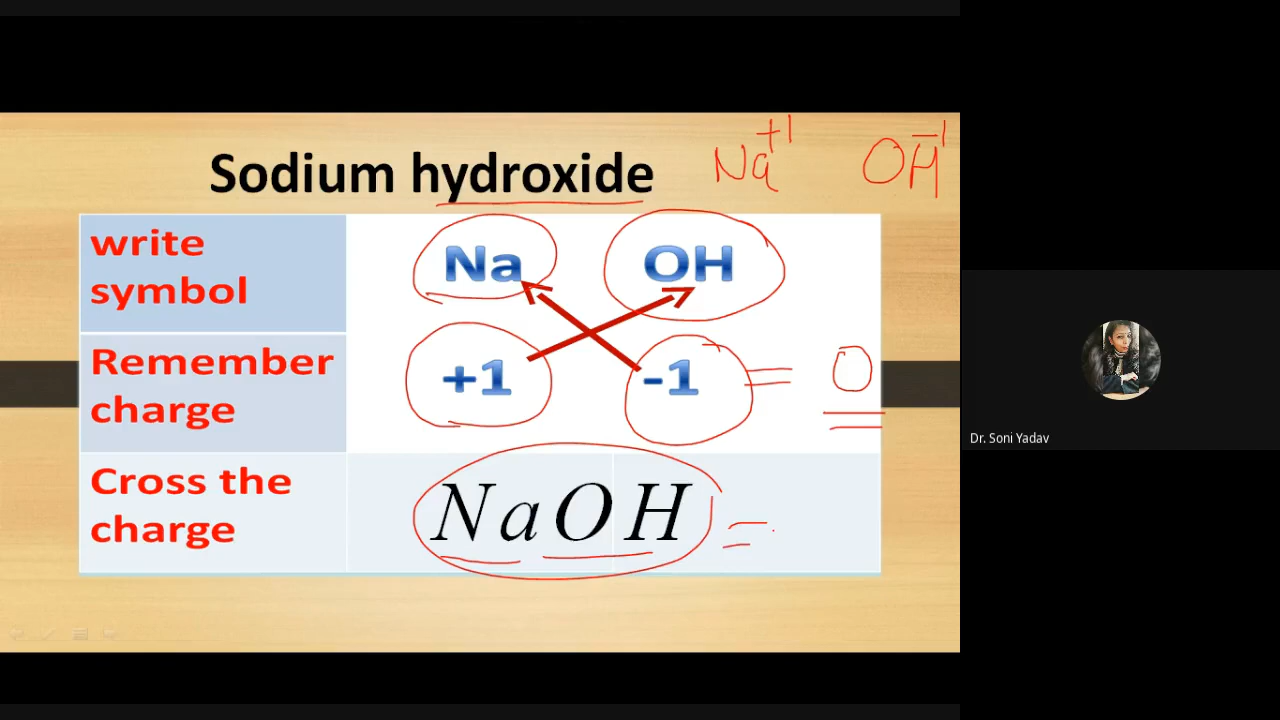 Sodium hydroxide Na+1 OH-1
write
symbol
Na OH
Remember
charge
+1 -1 = 0
Cross the
charge
NaOH =
Dr. Soni Yadav